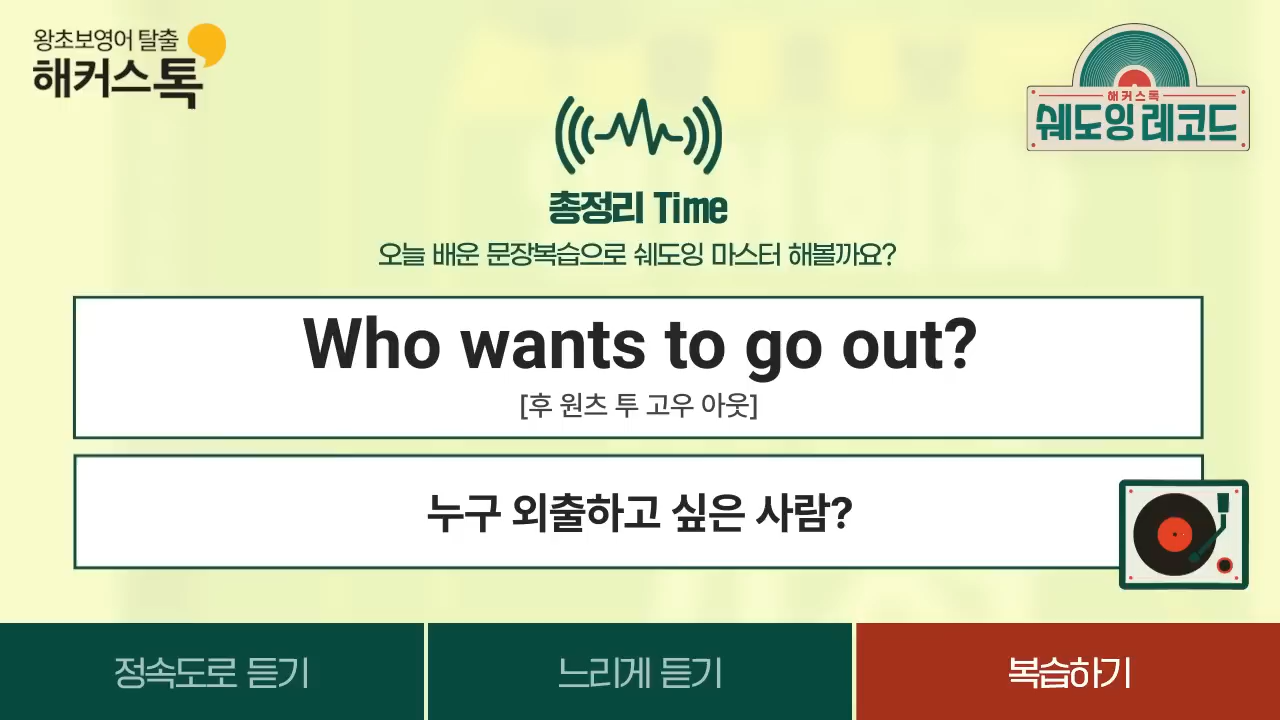 왕초보영어 탈출
해커스톡
해커스톡
쉐도잉 레코드
총정리 Time
오늘 배운 문장복습으로 쉐도잉 마스터 해볼까요?
Who wants to go out?
[후 원츠 투 고우 아웃]
누구 외출하고 싶은 사람?
정속도로 듣기
느리게 듣기
복습하기